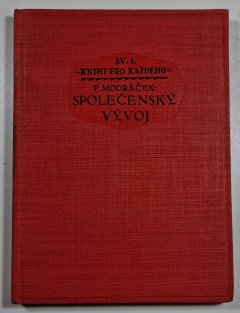 SV. 4.
"KNIHY PRO KAŽDÉHO"
F. MODRÁČEK:
SPOLEČENSKÝ
VÝVOJ